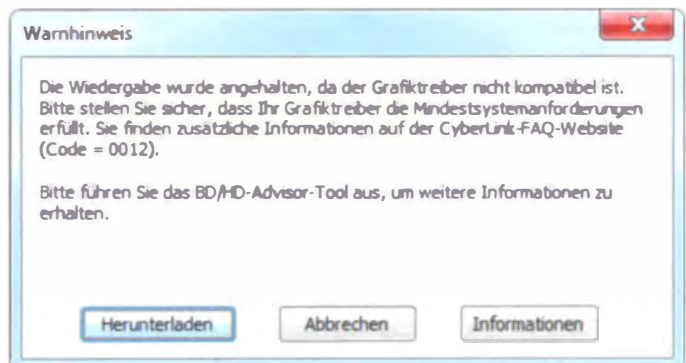 Warnhinweis
Die Wiedergabe wurde angehalten, da der Grafiktreiber nicht kompatibel ist.
Bitte stellen Sie sicher, dass Ihr Grafiktreiber die Mindestsystemanforderungen
erfüllt. Sie finden zusätzliche Informationen auf der CyberLink-FAQ-Website
(Code = 0012).
Bitte führen Sie das BD/HD-Advisor-Tool aus, um weitere Informationen zu
erhalten.
Herunterladen Abbrechen Informationen